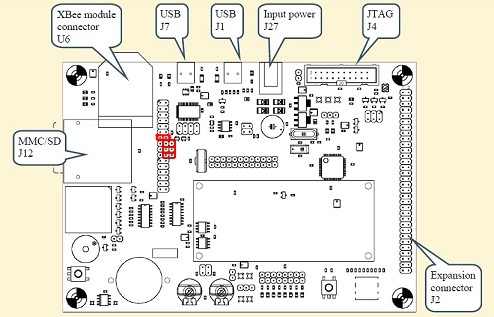 XBee module
connector
U6
USB
J7
USB
J1
Input power
J27
JTAG
J4
MMC/SD
J12
Expansion
connector
J2